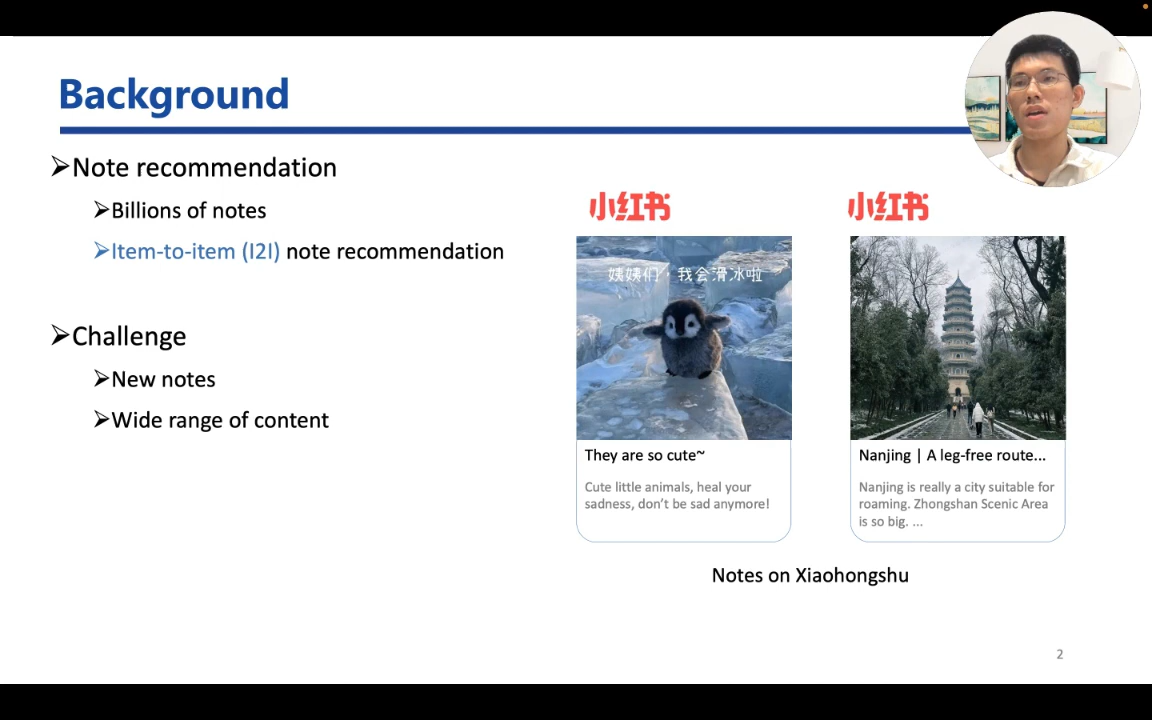 Background
➢Note recommendation
➢Billions of notes
➢Item-to-item (I2I) note recommendation
➢Challenge
➢New notes
➢Wide range of content
小红书
姨姨们，我会滑冰啦
They are so cute~
Cute little animals, heal your
sadness, don't be sad anymore!
小红书
Nanjing | A leg-free route...
Nanjing is really a city suitable for
roaming. Zhongshan Scenic Area
is so big. ...
Notes on Xiaohongshu
2